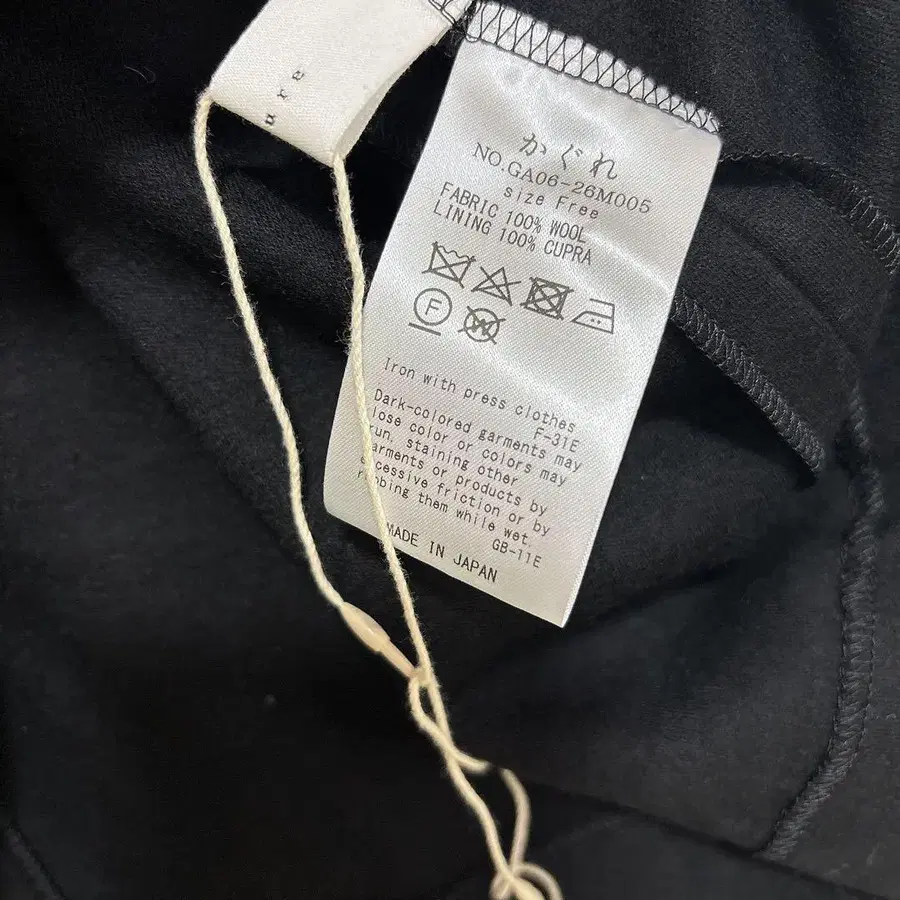 ure
かぐれ
NO.GA06-26M005
size Free
FABRIC 100% WOOL
LINING 100% CUPRA
F
W
Iron with press clothes
F-31E
Dark-colored garments may
lose color or colors may
run, staining other
garments or products by
excessive friction or by
rubbing them while wet.
GB-11E
MADE IN JAPAN